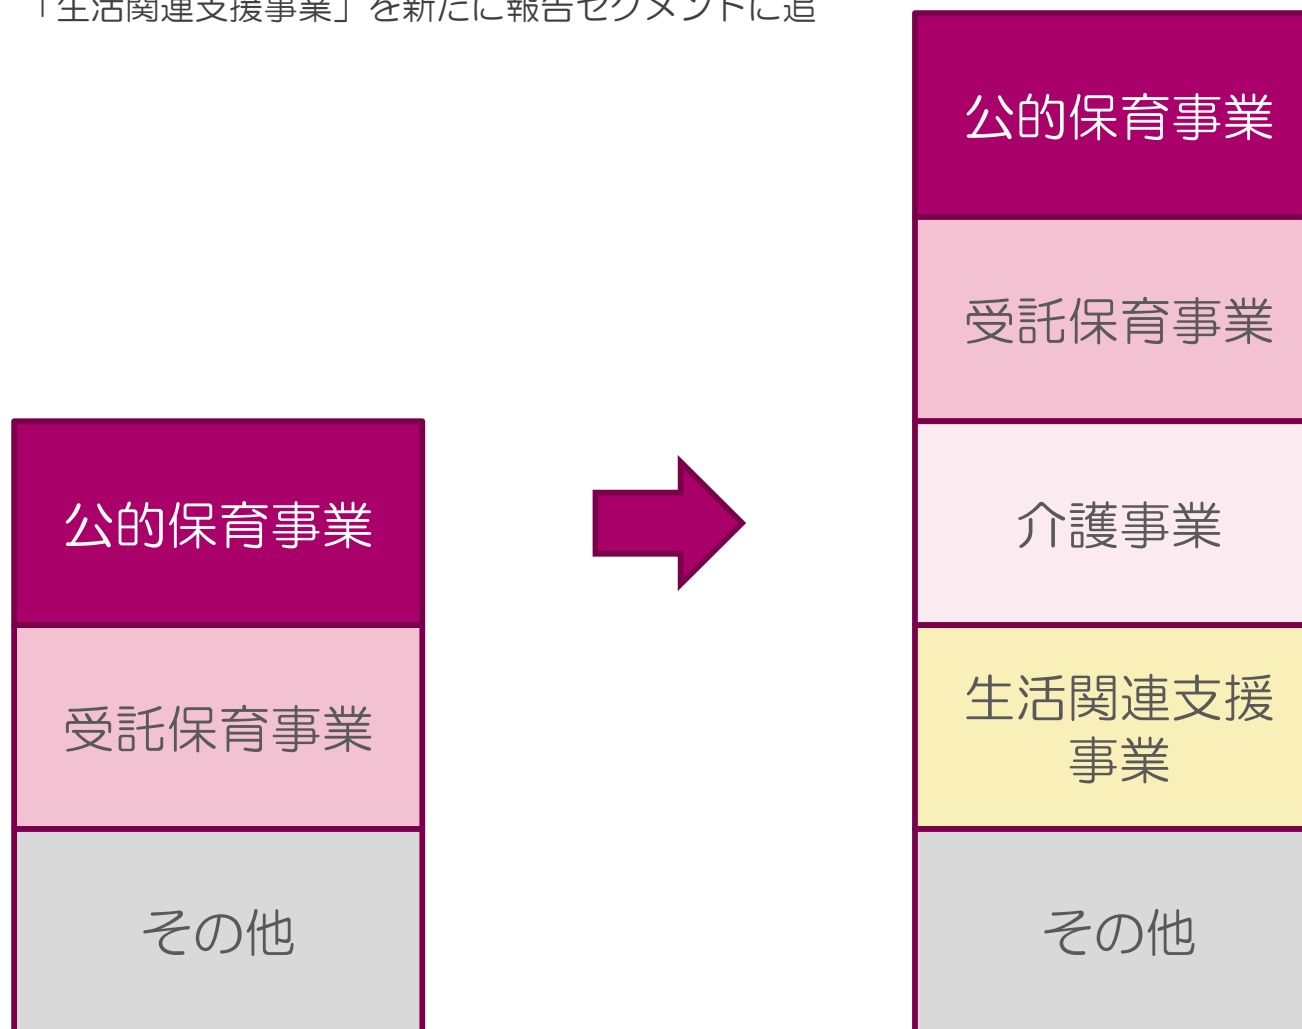 「生活関連支援事業」を新たに報告セグメントに追
公的保育事業
受託保育事業
その他
公的保育事業
受託保育事業
介護事業
生活関連支援
事業
その他